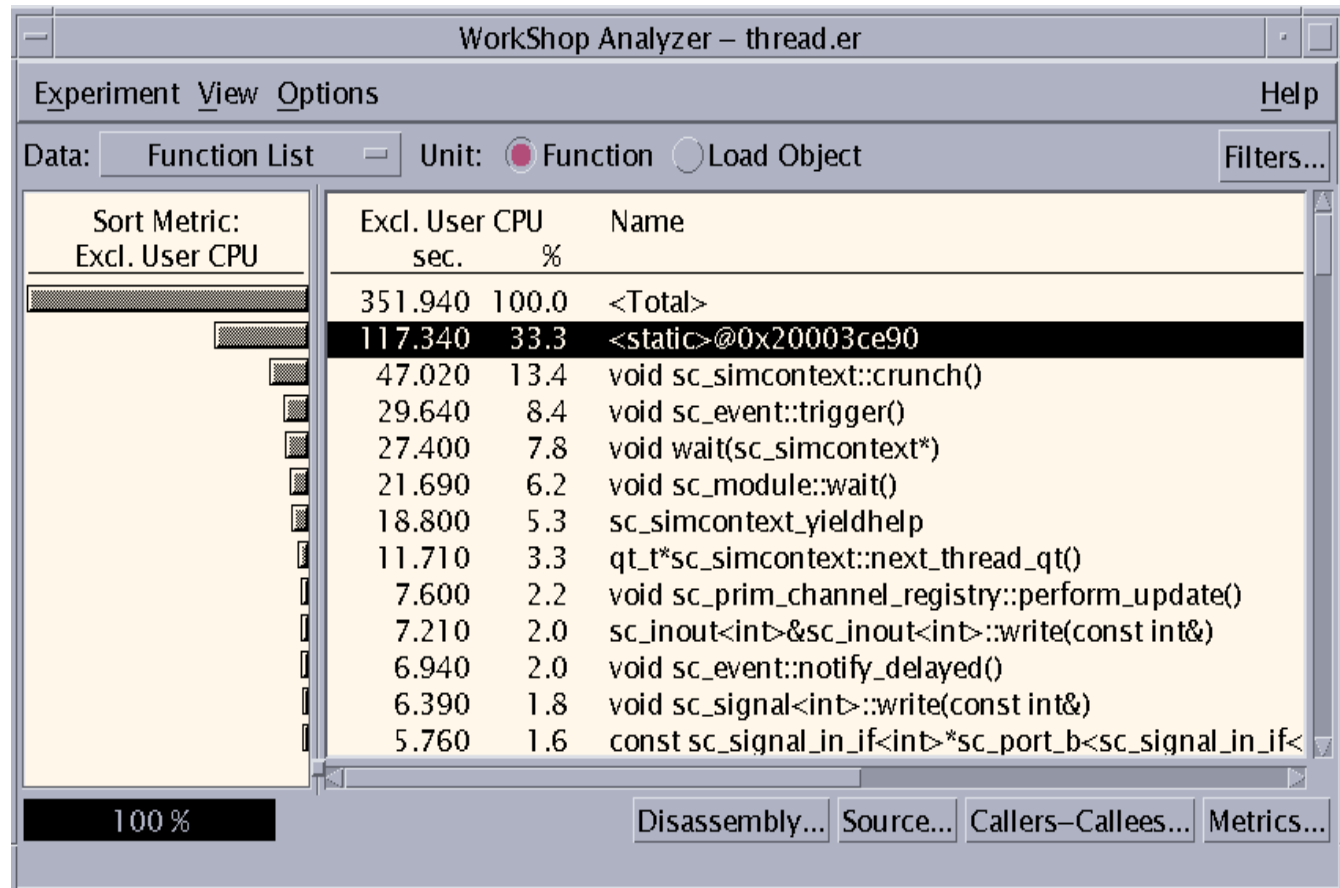 WorkShop Analyzer – thread.er
Experiment View Options Help
Data: Function List Unit: Function Load Object Filters...
Sort Metric:
Excl. User CPU
Excl. User CPU Name
sec. %
351.940 100.0 <Total>
117.340 33.3 <static>@0x20003ce90
47.020 13.4 void sc_simcontext::crunch()
29.640 8.4 void sc_event::trigger()
27.400 7.8 void wait(sc_simcontext*)
21.690 6.2 void sc_module::wait()
18.800 5.3 sc_simcontext_yieldhelp
11.710 3.3 qt_t*sc_simcontext::next_thread_qt()
7.600 2.2 void sc_prim_channel_registry::perform_update()
7.210 2.0 sc_inout<int>&sc_inout<int>::write(const int&)
6.940 2.0 void sc_event::notify_delayed()
6.390 1.8 void sc_signal<int>::write(const int&)
5.760 1.6 const sc_signal_in_if<int>*sc_port_b<sc_signal_in_if<
100 % Disassembly... Source... Callers–Callees... Metrics...